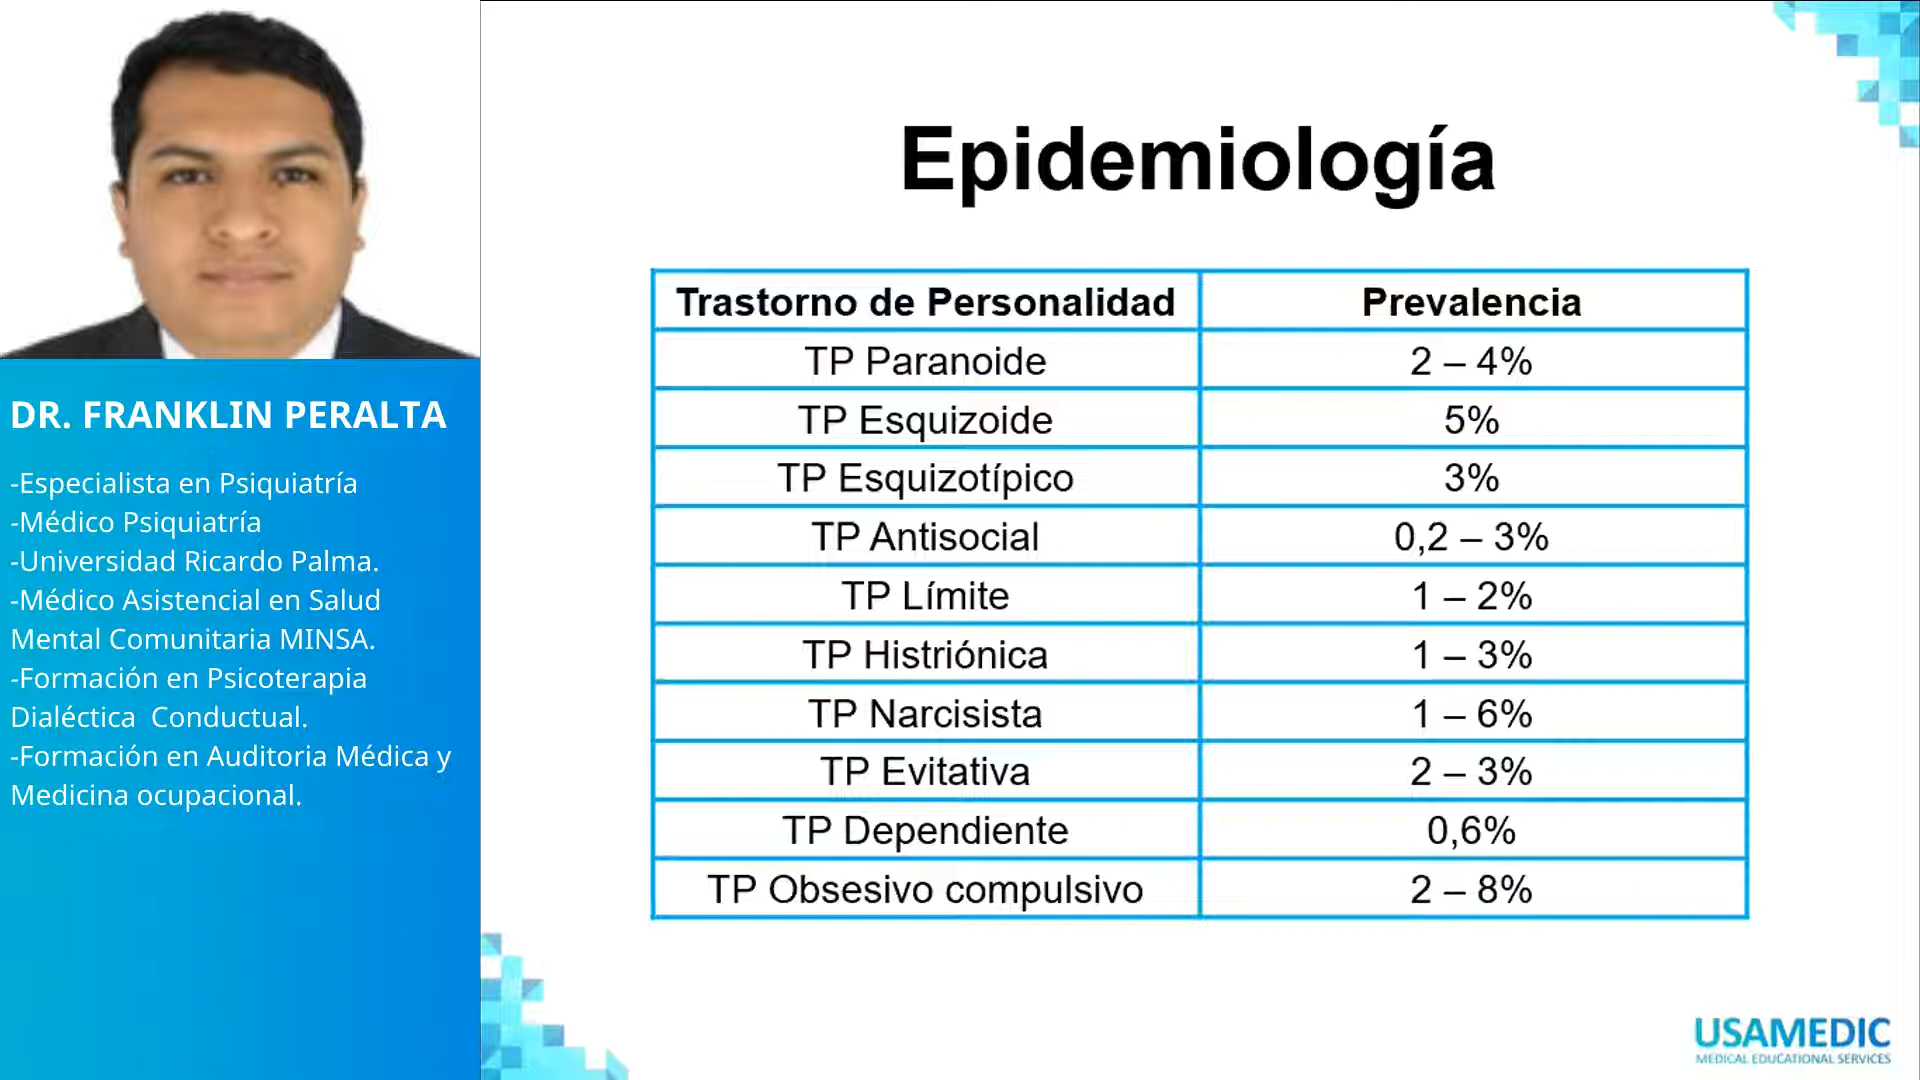 DR. FRANKLIN PERALTA
-Especialista en Psiquiatría
-Médico Psiquiatría
-Universidad Ricardo Palma.
-Médico Asistencial en Salud
Mental Comunitaria MINSA.
-Formación en Psicoterapia
Dialéctica  Conductual.
-Formación en Auditoria Médica y
Medicina ocupacional.
Epidemiología
Trastorno de Personalidad Prevalencia
TP Paranoide 2 – 4%
TP Esquizoide 5%
TP Esquizotípico 3%
TP Antisocial 0,2 – 3%
TP Límite 1 – 2%
TP Histriónica 1 – 3%
TP Narcisista 1 – 6%
TP Evitativa 2 – 3%
TP Dependiente 0,6%
TP Obsesivo compulsivo 2 – 8%
USAMEDIC
MEDICAL EDUCATIONAL SERVICES